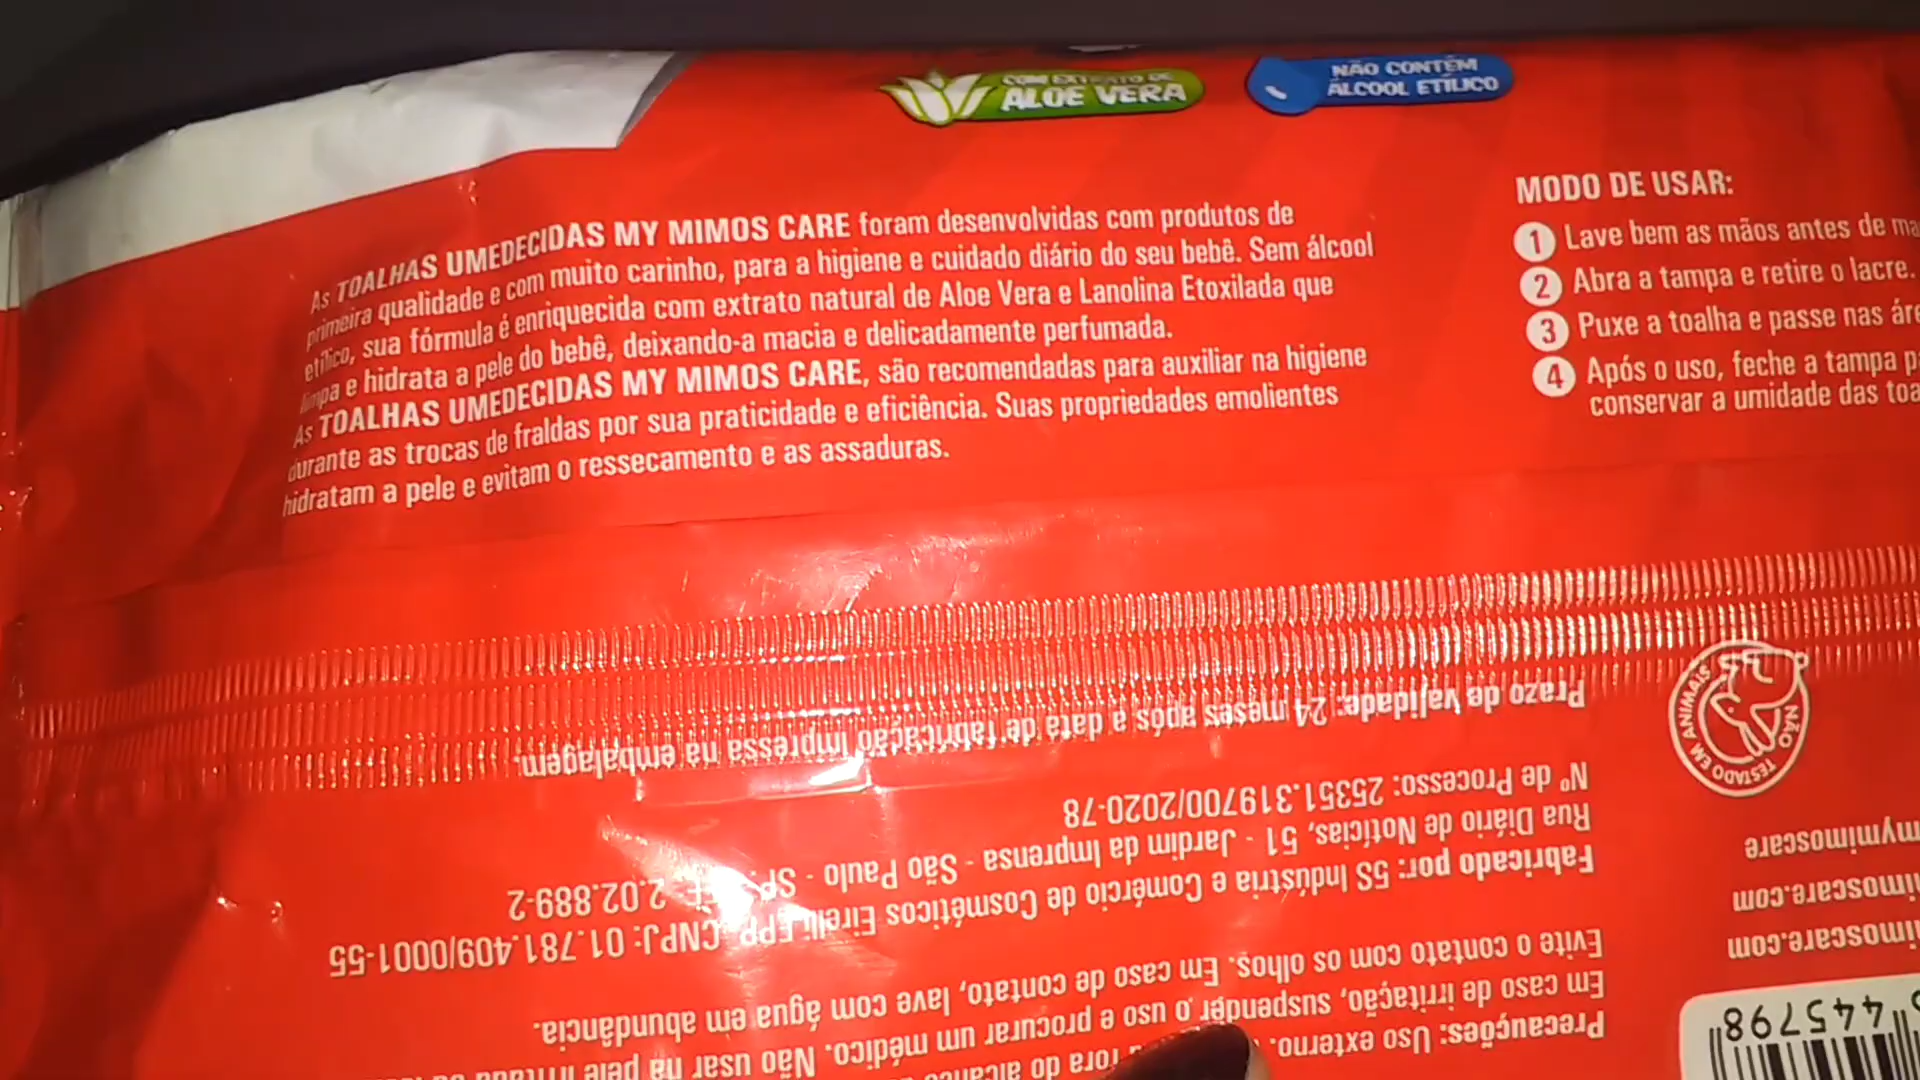 COM EXTRATO DE
ALOE VERA
NÃO CONTÉM
ÁLCOOL ETÍLICO
As TOALHAS UMEDECIDAS MY MIMOS CARE foram desenvolvidas com produtos de
primeira qualidade e com muito carinho, para a higiene e cuidado diário do seu bebê. Sem álcool
etílico, sua fórmula é enriquecida com extrato natural de Aloe Vera e Lanolina Etoxilada que
limpa e hidrata a pele do bebê, deixando-a macia e delicadamente perfumada.
As TOALHAS UMEDECIDAS MY MIMOS CARE, são recomendadas para auxiliar na higiene
durante as trocas de fraldas por sua praticidade e eficiência. Suas propriedades emolientes
hidratam a pele e evitam o ressecamento e as assaduras.
MODO DE USAR:
1 Lave bem as mãos antes de
2 Abra a tampa e retire o lacre.
3 Puxe a toalha e passe nas
4 Após o uso, feche a tampa
conservar a umidade das
Precauções: Uso externo. fora do
Em caso de irritação, suspender o uso e procurar um médico. Não usar na pele
Evite o contato com os olhos. Em caso de contato, lave com água em abundância.
Fabricado por: 5S Indústria e Comércio de Cosméticos Eireli EPP CNPJ: 01.781.409/0001-55
Rua Diário de Notícias, 51 - Jardim da Imprensa - São Paulo - SP. 2.02.889-2
Nº de Processo: 25351.319700/2020-78
Prazo de validade: 24 meses após a data de fabricação impressa na embalagem.
NÃO TESTADO EM ANIMAIS
445798
imoscare.com
imoscare.com
mymimoscare